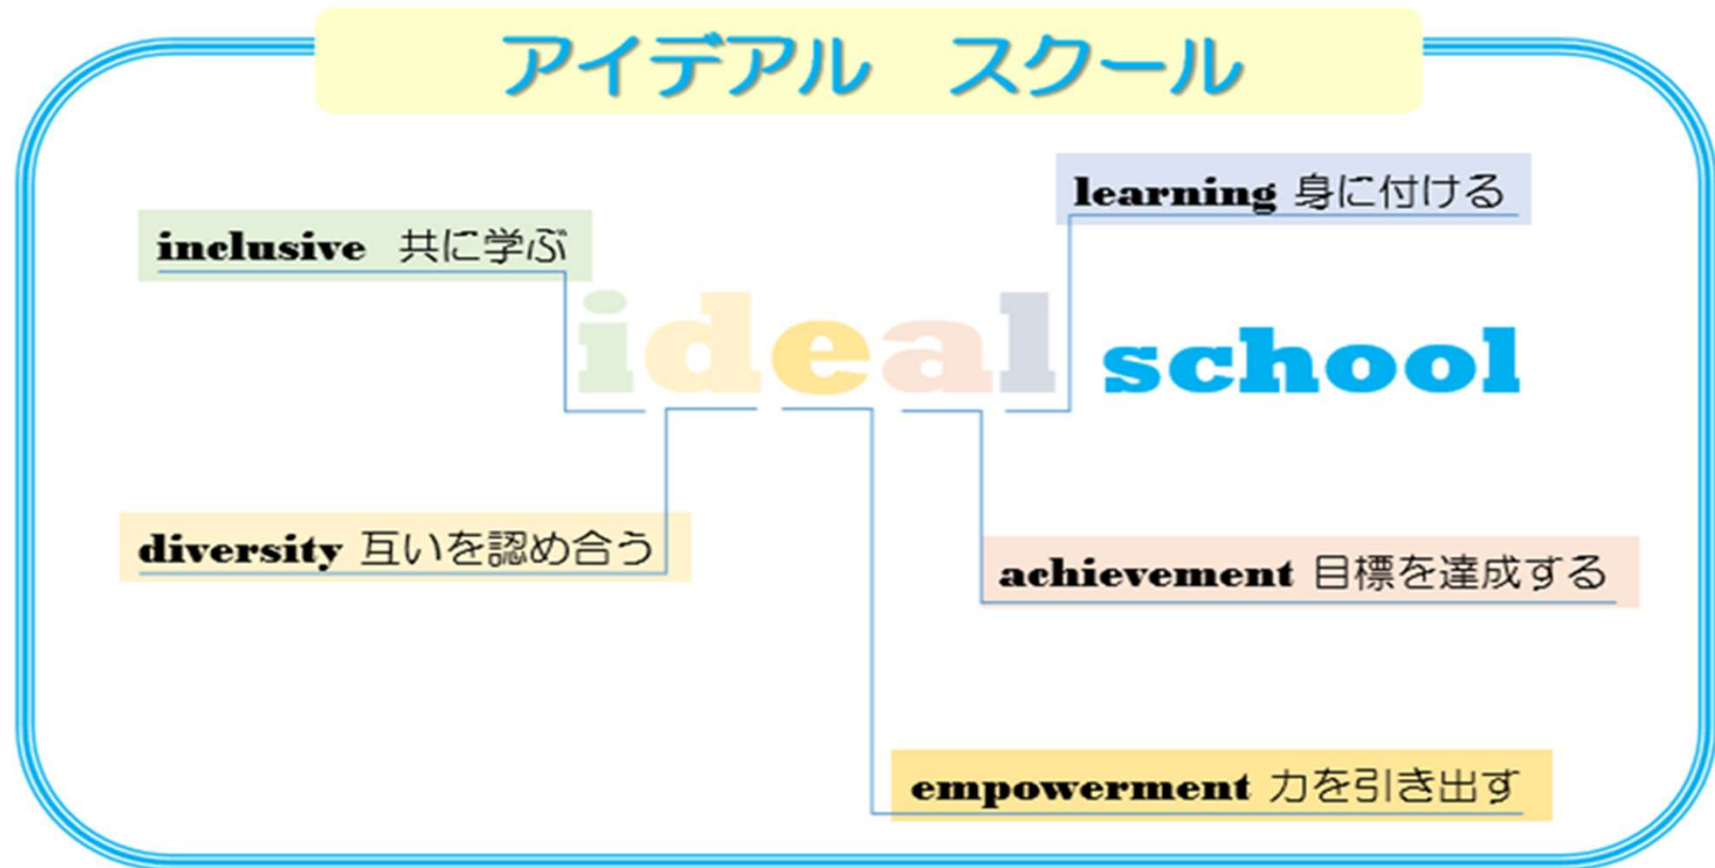 アイデアル　スクール
learning 身に付ける
inclusive 共に学ぶ
ideal school
diversity 互いを認め合う
achievement 目標を達成する
empowerment 力を引き出す